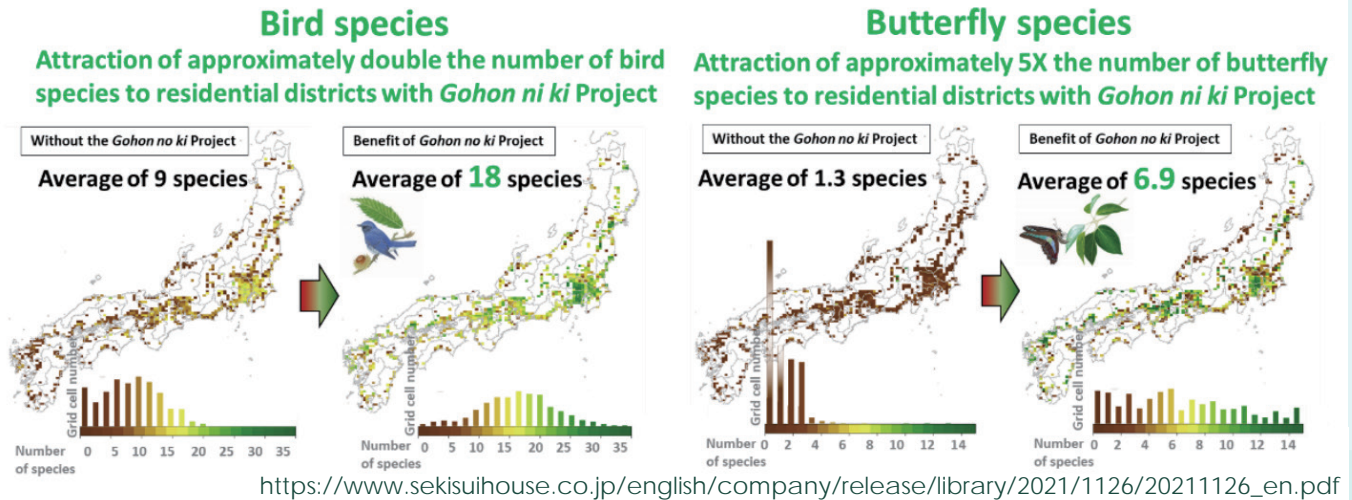 Bird species
Attraction of approximately double the number of bird
species to residential districts with Gohon ni ki Project
Without the Gohon no ki Project
Average of 9 species
Benefit of Gohon no ki Project
Average of 18 species
Grid cell number
Number
of species
0 5 10 15 20 25 30 35
Grid cell number
Number
of species
0 5 10 15 20 25 30 35
Butterfly species
Attraction of approximately 5X the number of butterfly
species to residential districts with Gohon ni ki Project
Without the Gohon no ki Project
Average of 1.3 species
Benefit of Gohon no ki Project
Average of 6.9 species
Grid cell number
Number
of species
0 2 4 6 8 10 12 14
Grid cell number
Number
of species
0 2 4 6 8 10 12 14
https://www.sekisuihouse.co.jp/english/company/release/library/2021/1126/20211126_en.pdf